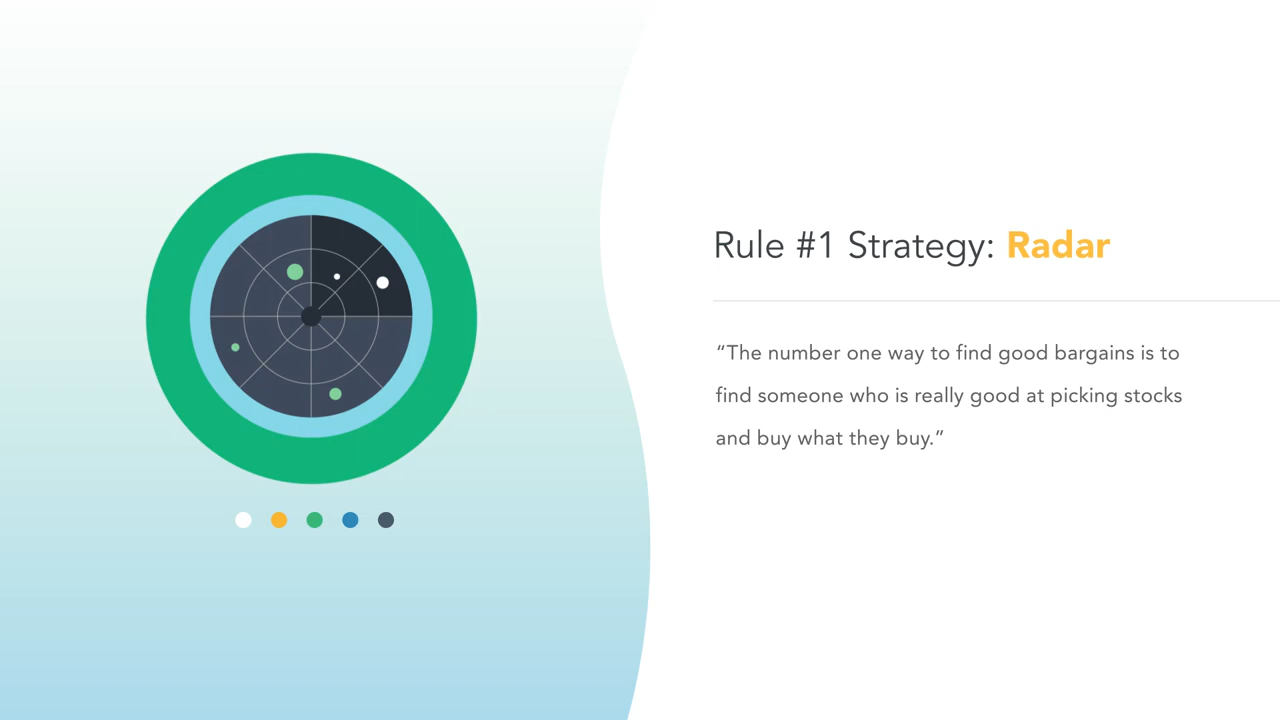 Rule #1 Strategy: Radar
“The number one way to find good bargains is to
find someone who is really good at picking stocks
and buy what they buy.”